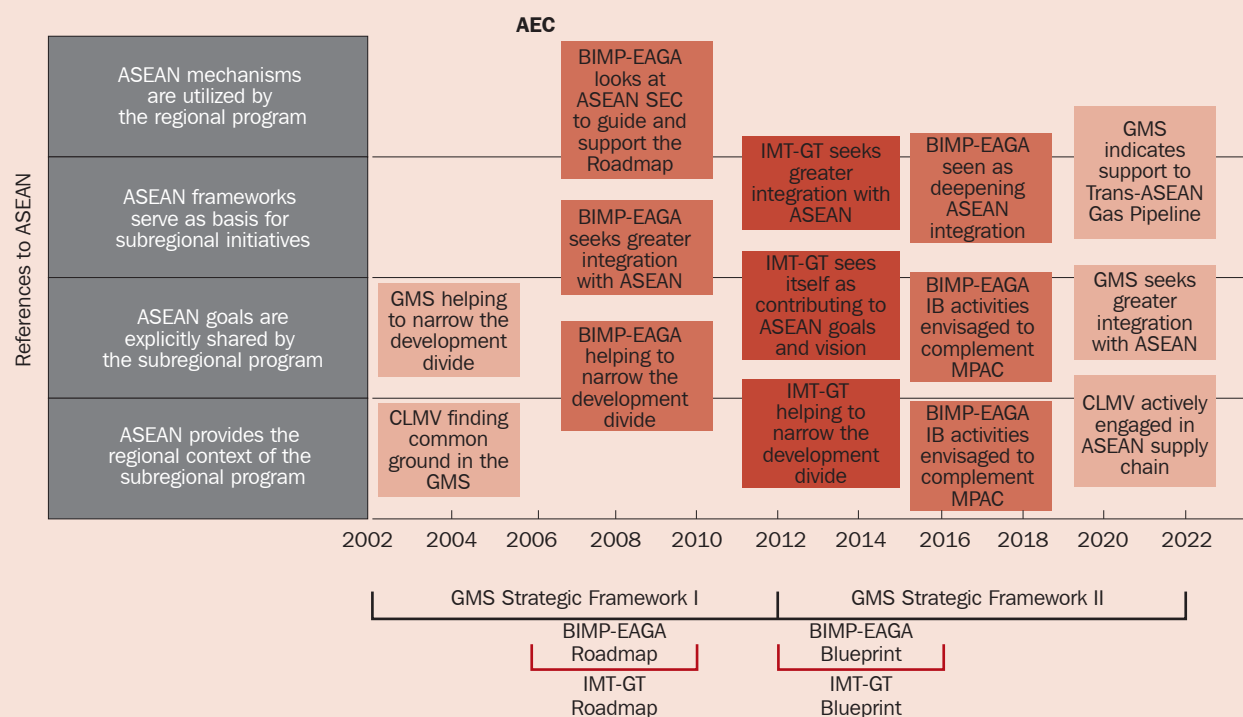 AEC
References to ASEAN
ASEAN mechanisms
are utilized by
the regional program
ASEAN frameworks
serve as basis for
subregional initiatives
ASEAN goals are
explicitly shared by
the subregional program
ASEAN provides the
regional context of the
subregional program
GMS helping
to narrow the
development
divide
CLMV finding
common
ground in the
GMS
BIMP-EAGA
looks at
ASEAN SEC
to guide and
support the
Roadmap
BIMP-EAGA
seeks greater
integration
with ASEAN
BIMP-EAGA
helping to
narrow the
development
divide
IMT-GT seeks
greater
integration with
ASEAN
IMT-GT sees
itself as
contributing to
ASEAN goals
and vision
IMT-GT
helping to
narrow the
development
divide
BIMP-EAGA
seen as
deepening
ASEAN
integration
BIMP-EAGA
IB activities
envisaged to
complement
MPAC
BIMP-EAGA
IB activities
envisaged to
complement
MPAC
GMS
indicates
support to
Trans-ASEAN
Gas Pipeline
GMS seeks
greater
integration
with ASEAN
CLMV actively
engaged in
ASEAN supply
chain
2002 2004 2006 2008 2010 2012 2014 2016 2018 2020 2022
GMS Strategic Framework I GMS Strategic Framework II
BIMP-EAGA
Roadmap
IMT-GT
Roadmap
BIMP-EAGA
Blueprint
IMT-GT
Blueprint